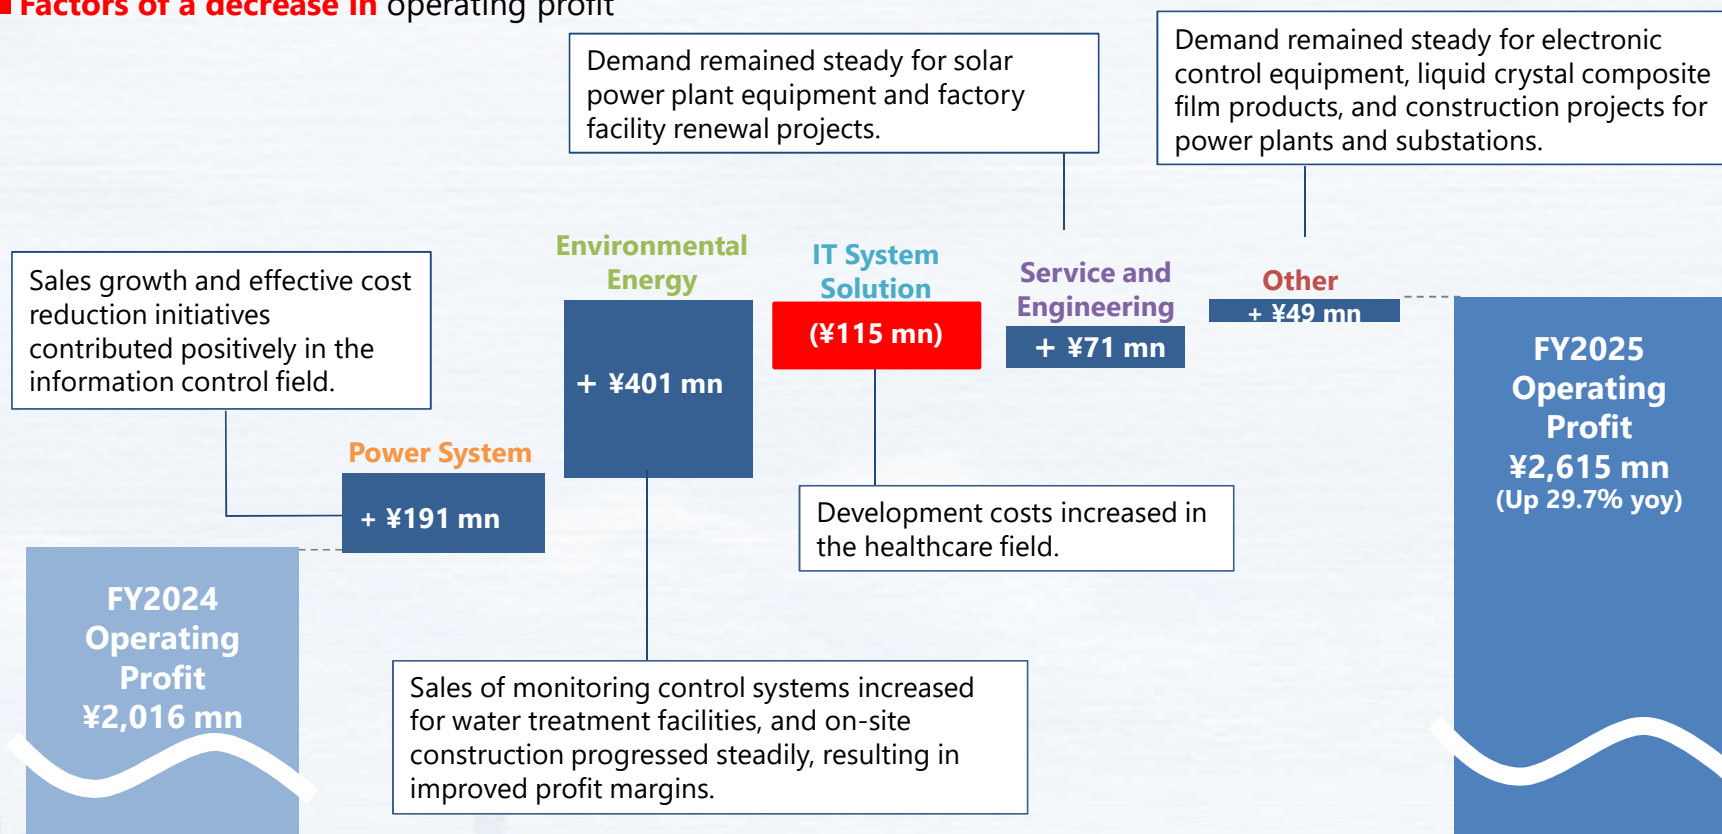 Factors of a decrease in operating profit
Demand remained steady for solar
power plant equipment and factory
facility renewal projects.
Demand remained steady for electronic
control equipment, liquid crystal composite
film products, and construction projects for
power plants and substations.
Sales growth and effective cost
reduction initiatives
contributed positively in the
information control field.
Environmental
Energy
+ ¥401 mn
IT System
Solution
(¥115 mn)
Service and
Engineering
+ ¥71 mn
Other
+ ¥49 mn
Power System
+ ¥191 mn
Development costs increased in
the healthcare field.
FY2024
Operating
Profit
¥2,016 mn
Sales of monitoring control systems increased
for water treatment facilities, and on-site
construction progressed steadily, resulting in
improved profit margins.
FY2025
Operating
Profit
¥2,615 mn
(Up 29.7% yoy)